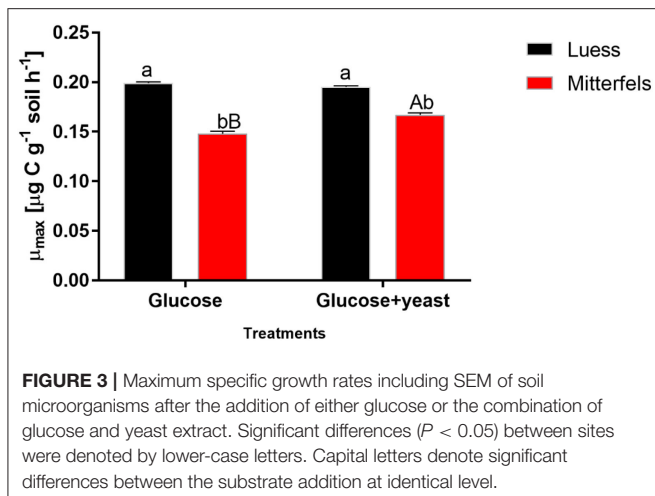 0.25
0.20
0.15
0.10
0.05
0.00
μmax [μg C g-1 soil h-1]
a
bB
a
Ab
Glucose
Glucose+yeast
Treatments
Luess
Mitterfels
FIGURE 3 | Maximum specific growth rates including SEM of soil
microorganisms after the addition of either glucose or the combination of
glucose and yeast extract. Significant differences (P < 0.05) between sites
were denoted by lower-case letters. Capital letters denote significant
differences between the substrate addition at identical level.